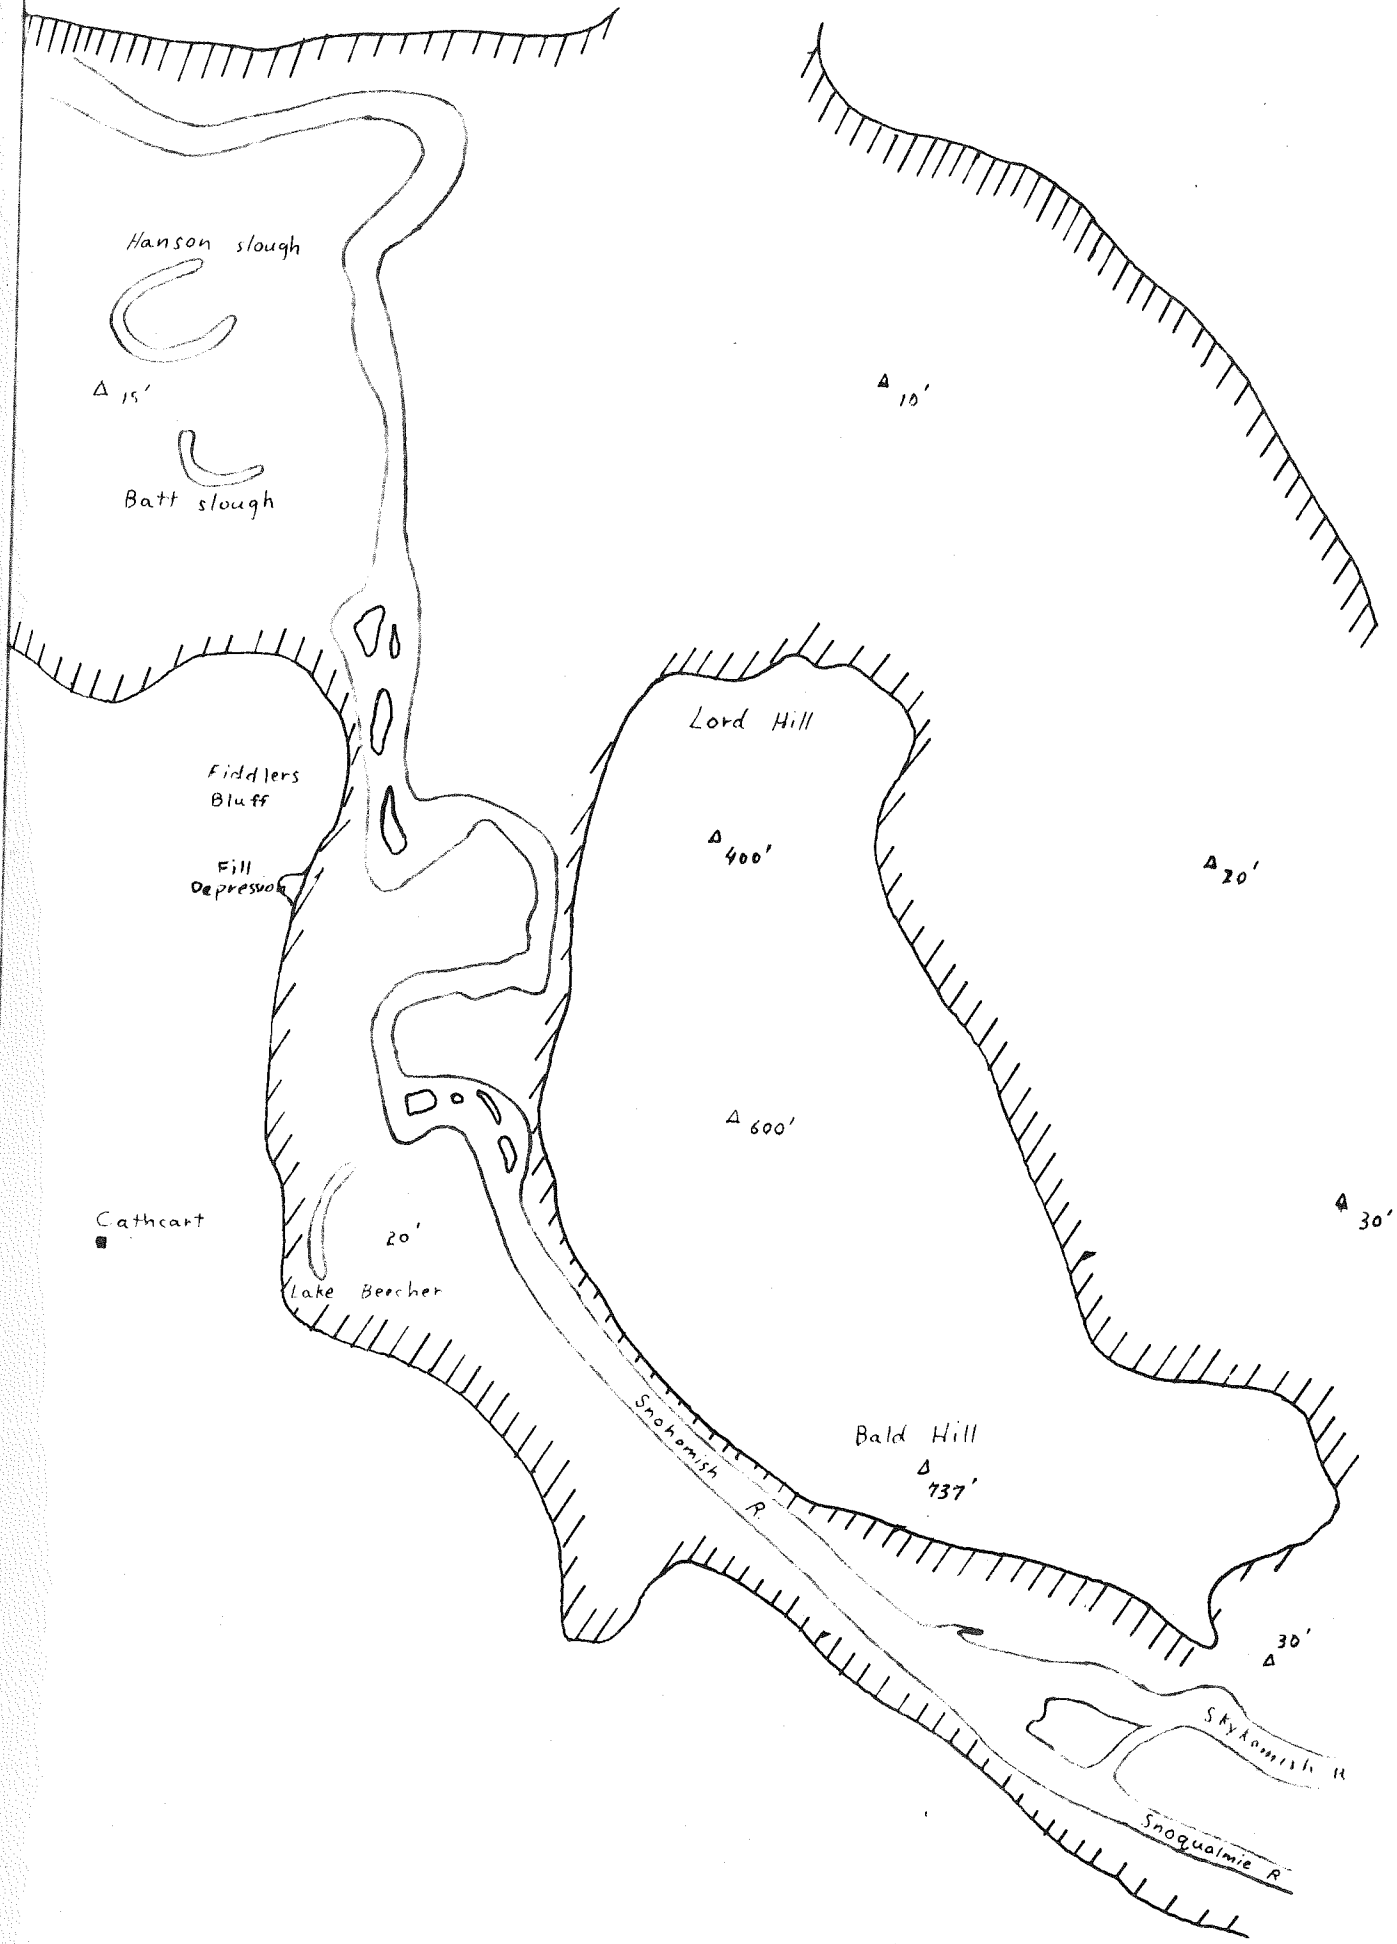 Hanson slough
15'
10'
Batt slough
Lord Hill
Fiddlers
Bluff
400'
20'
Fill
Depression
600'
Cathcart
20'
30'
Lake Beecher
Snohomish R.
Bald Hill
737'
30'
Skykomish R
Snoqualmie R